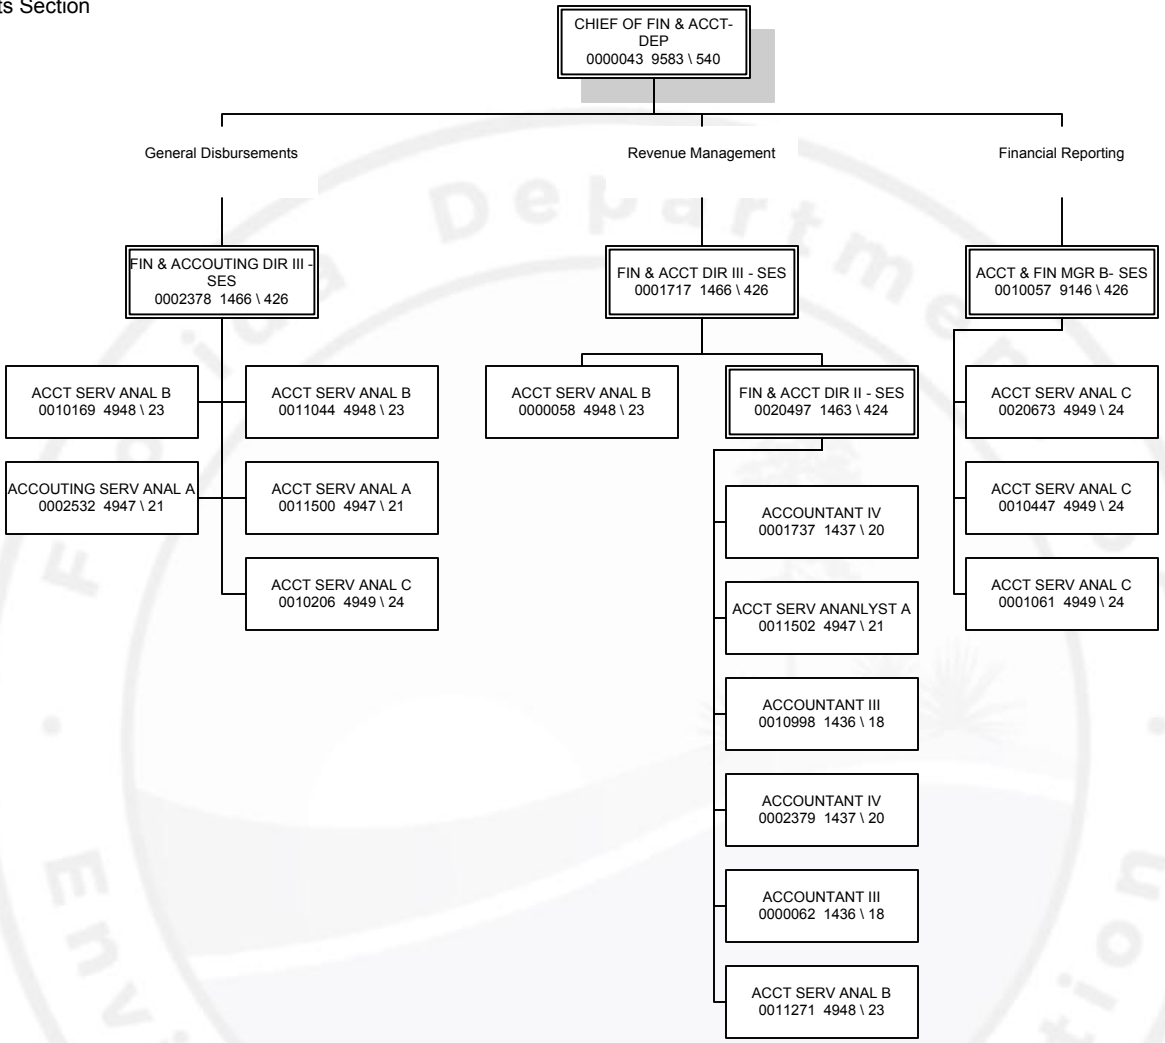 ts Section
CHIEF OF FIN & ACCT-
DEP
0000043 9583 \ 540
General Disbursements
Revenue Management
Financial Reporting
FIN & ACCOUTING DIR III -
SES
0002378 1466 \ 426
FIN & ACCT DIR III - SES
0001717 1466 \ 426
ACCT & FIN MGR B- SES
0010057 9146 \ 426
ACCT SERV ANAL B
0010169 4948 \ 23
ACCT SERV ANAL B
0011044 4948 \ 23
ACCOUTING SERV ANAL A
0002532 4947 \ 21
ACCT SERV ANAL A
0011500 4947 \ 21
ACCT SERV ANAL C
0010206 4949 \ 24
ACCT SERV ANAL B
0000058 4948 \ 23
FIN & ACCT DIR II - SES
0020497 1463 \ 424
ACCOUNTANT IV
0001737 1437 \ 20
ACCT SERV ANANLYST A
0011502 4947 \ 21
ACCOUNTANT III
0010998 1436 \ 18
ACCOUNTANT IV
0002379 1437 \ 20
ACCOUNTANT III
0000062 1436 \ 18
ACCT SERV ANAL B
0011271 4948 \ 23
ACCT SERV ANAL C
0020673 4949 \ 24
ACCT SERV ANAL C
0010447 4949 \ 24
ACCT SERV ANAL C
0001061 4949 \ 24